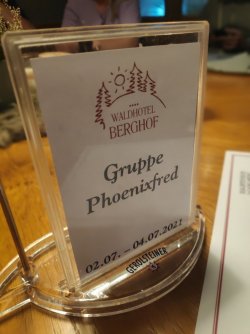 WALDHOTEL
BERGHOF
Gruppe
Phoenixfred
02.07. – 04.07.2021
GEROLSTEINER